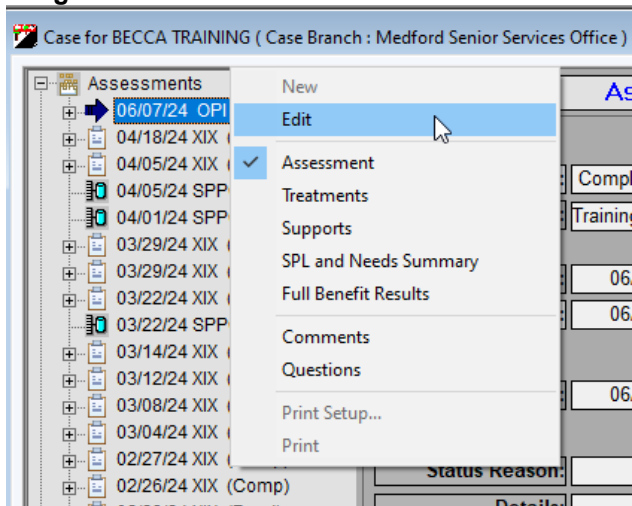 Case for BECCA TRAINING ( Case Branch : Medford Senior Services Office )
Assessments
06/07/24 OPI
04/18/24 XIX
04/05/24 XIX
04/05/24 SPP
04/01/24 SPP
03/29/24 XIX
03/29/24 XIX
03/22/24 XIX
03/22/24 SPP
03/14/24 XIX
03/12/24 XIX
03/08/24 XIX
03/04/24 XIX
02/27/24 XIX
02/26/24 XIX (Comp)
New
Edit
Assessment
Treatments
Supports
SPL and Needs Summary
Full Benefit Results
Comments
Questions
Print Setup...
Print
As
Compl
Training
06/
06/
06/
Status Reason: